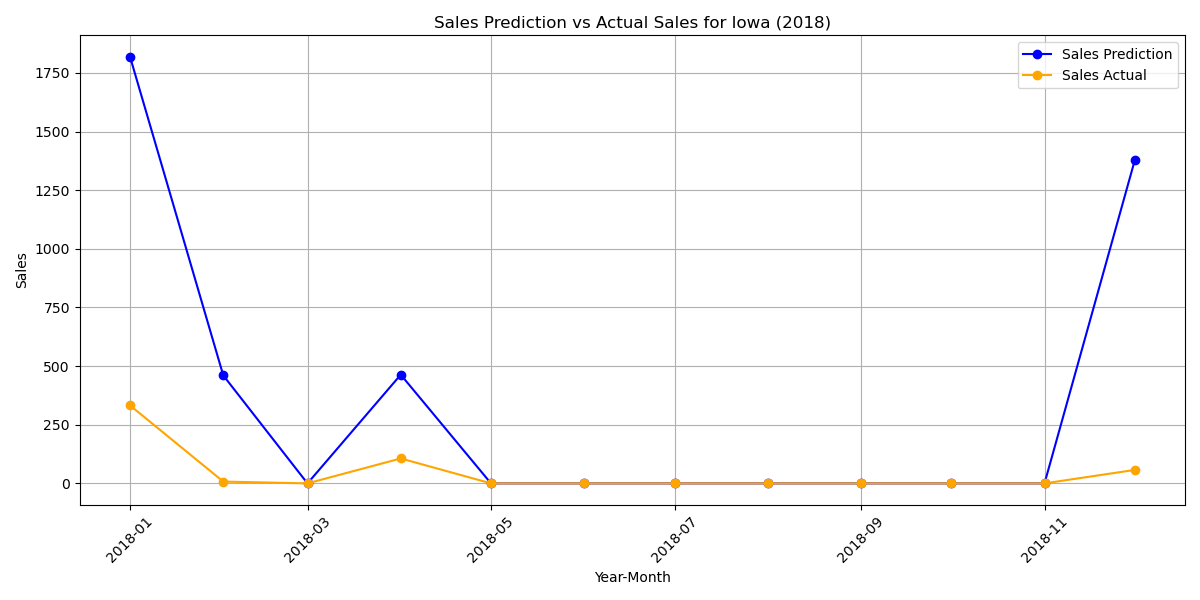 Sales Prediction vs Actual Sales for Iowa (2018)
Sales Prediction
Sales Actual
1750
1500
1250
1000
750
500
250
0
Sales
2018-01
2018-03
2018-05
2018-07
2018-09
2018-11
Year-Month